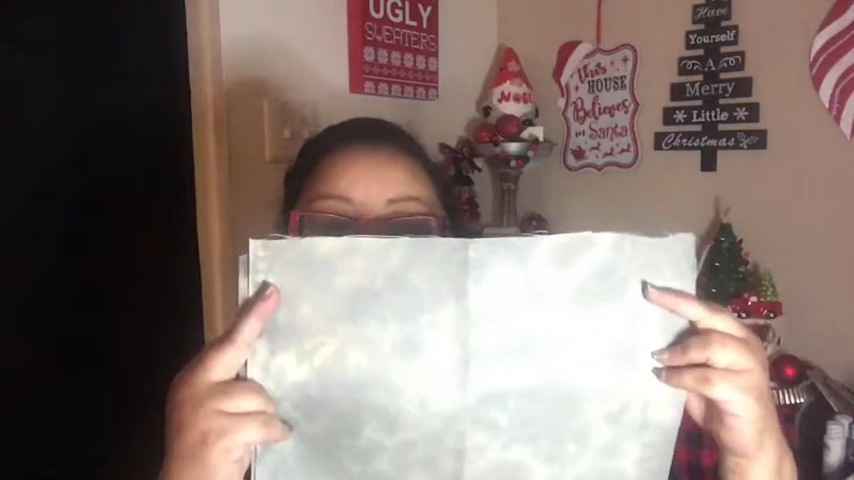 UGLY
SWEATERS
NOEL
this
HOUSE
Believes
in Santa
Have
Yourself
A
Merry
Little
Christmas